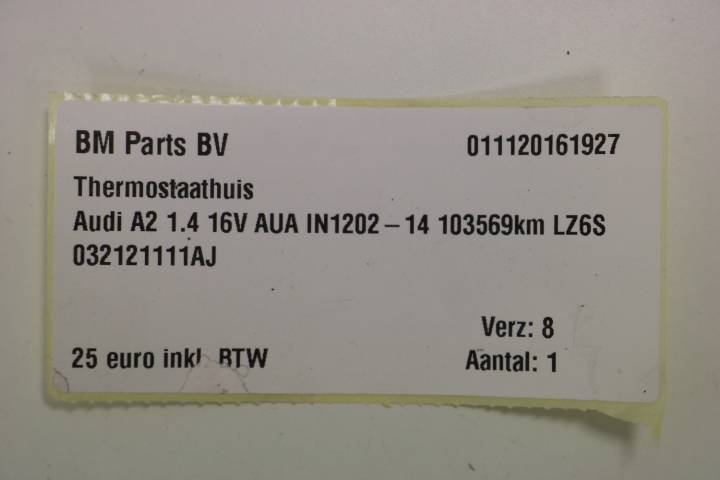 BM Parts BV 011120161927
Thermostaathuis
Audi A2 1.4 16V AUA IN1202 – 14 103569km LZ6S
032121111AJ
Verz: 8
25 euro inkl. BTW Aantal: 1